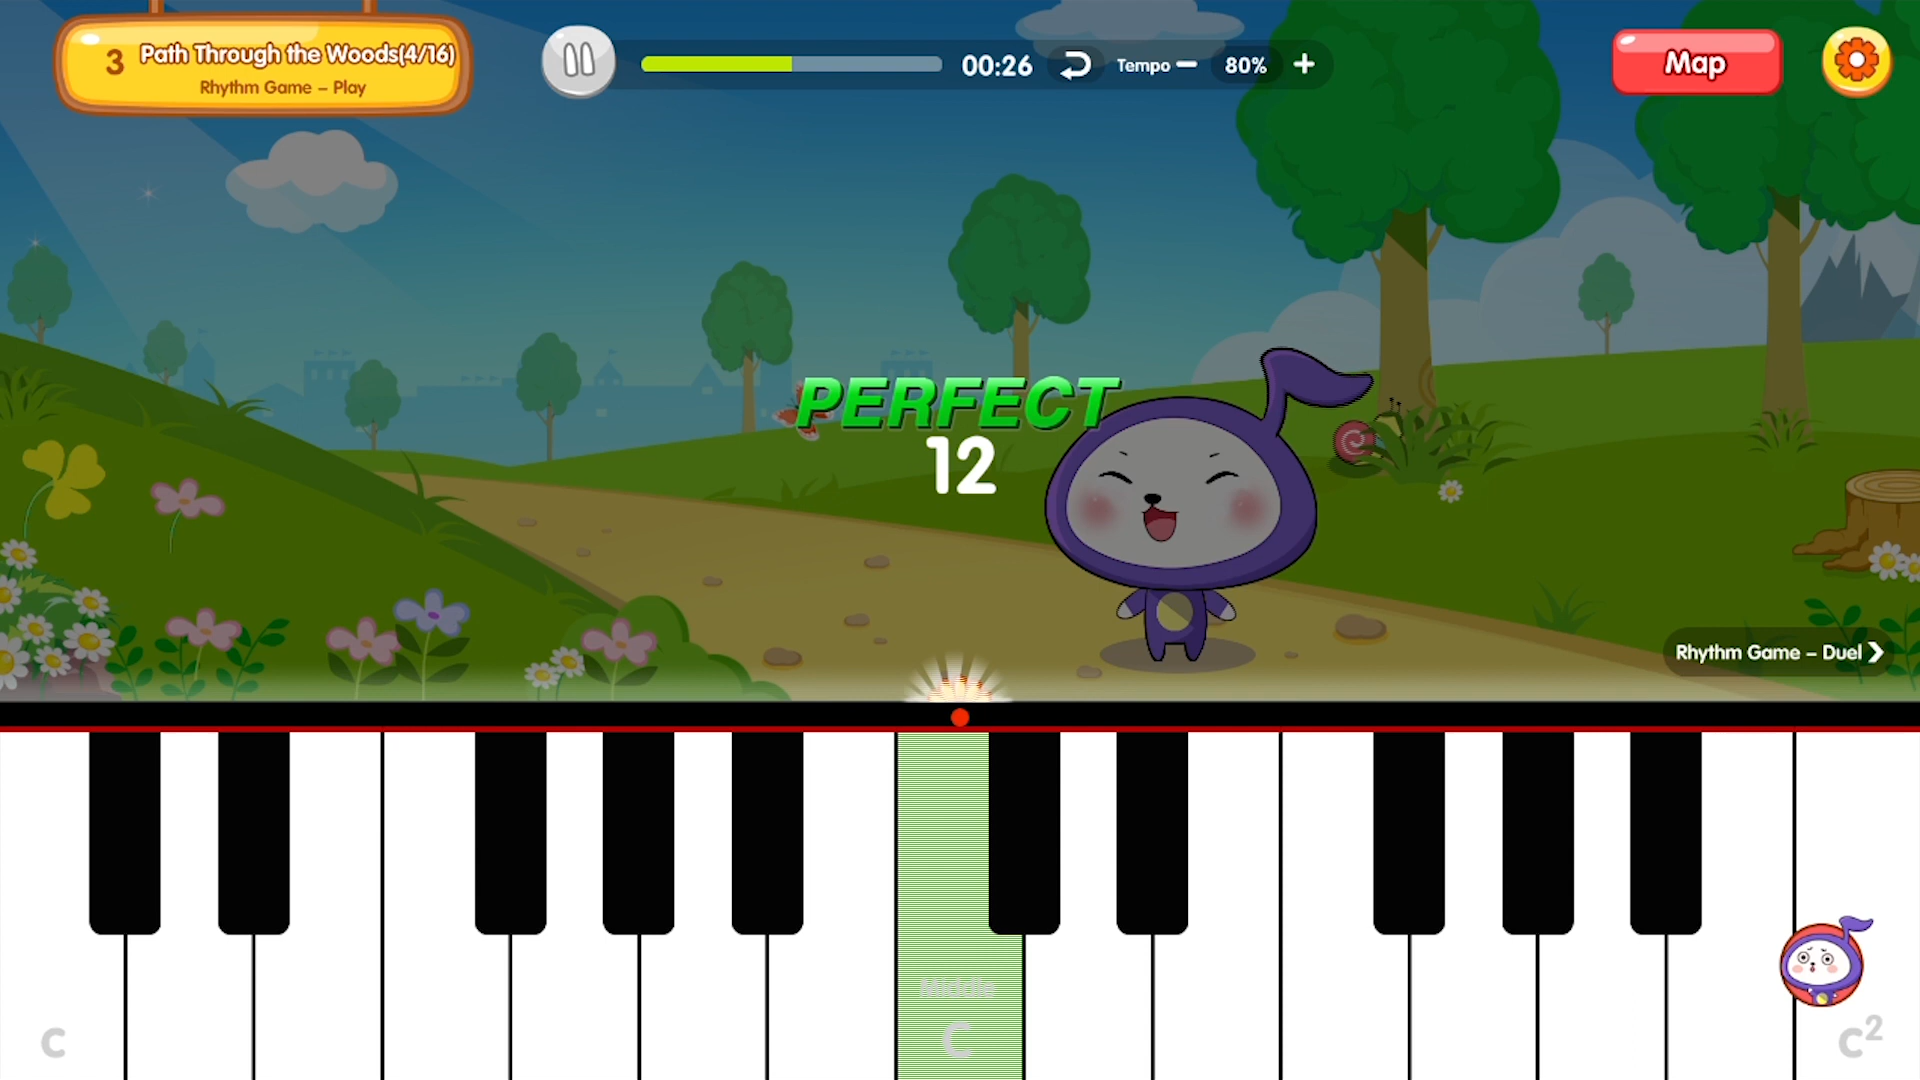 3 Path Through the Woods(4/16)
Rhythm Game – Play
00:26
Tempo − 80% +
Map
PERFECT
12
Rhythm Game – Duel ❯
Middle
C
C
C²